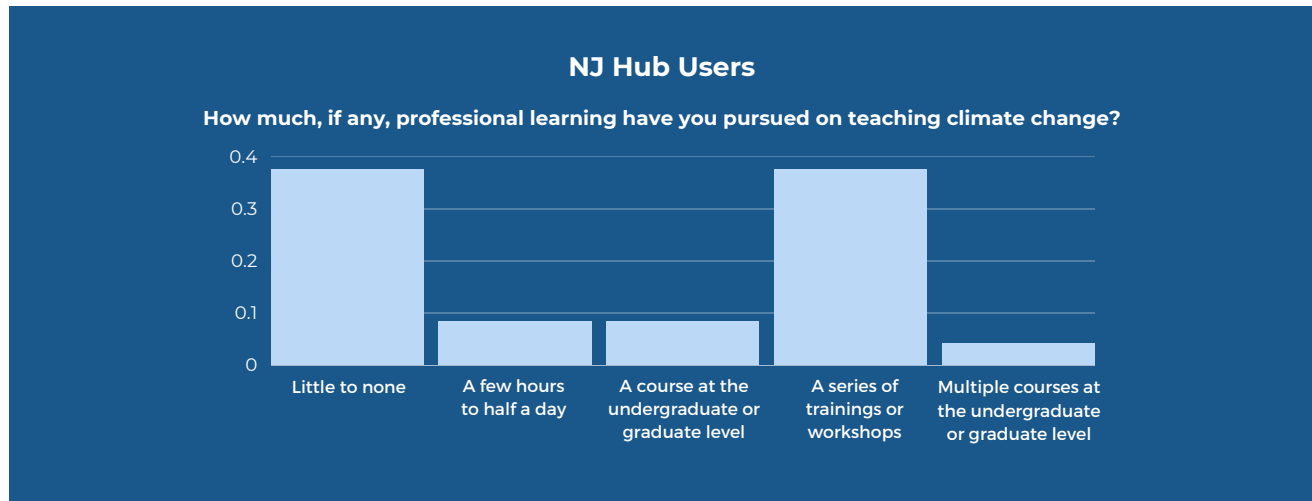 NJ Hub Users
How much, if any, professional learning have you pursued on teaching climate change?
0.4
0.3
0.2
0.1
0
Little to none
A few hours
to half a day
A course at the
undergraduate or
graduate level
A series of
trainings or
workshops
Multiple courses at
the undergraduate
or graduate level